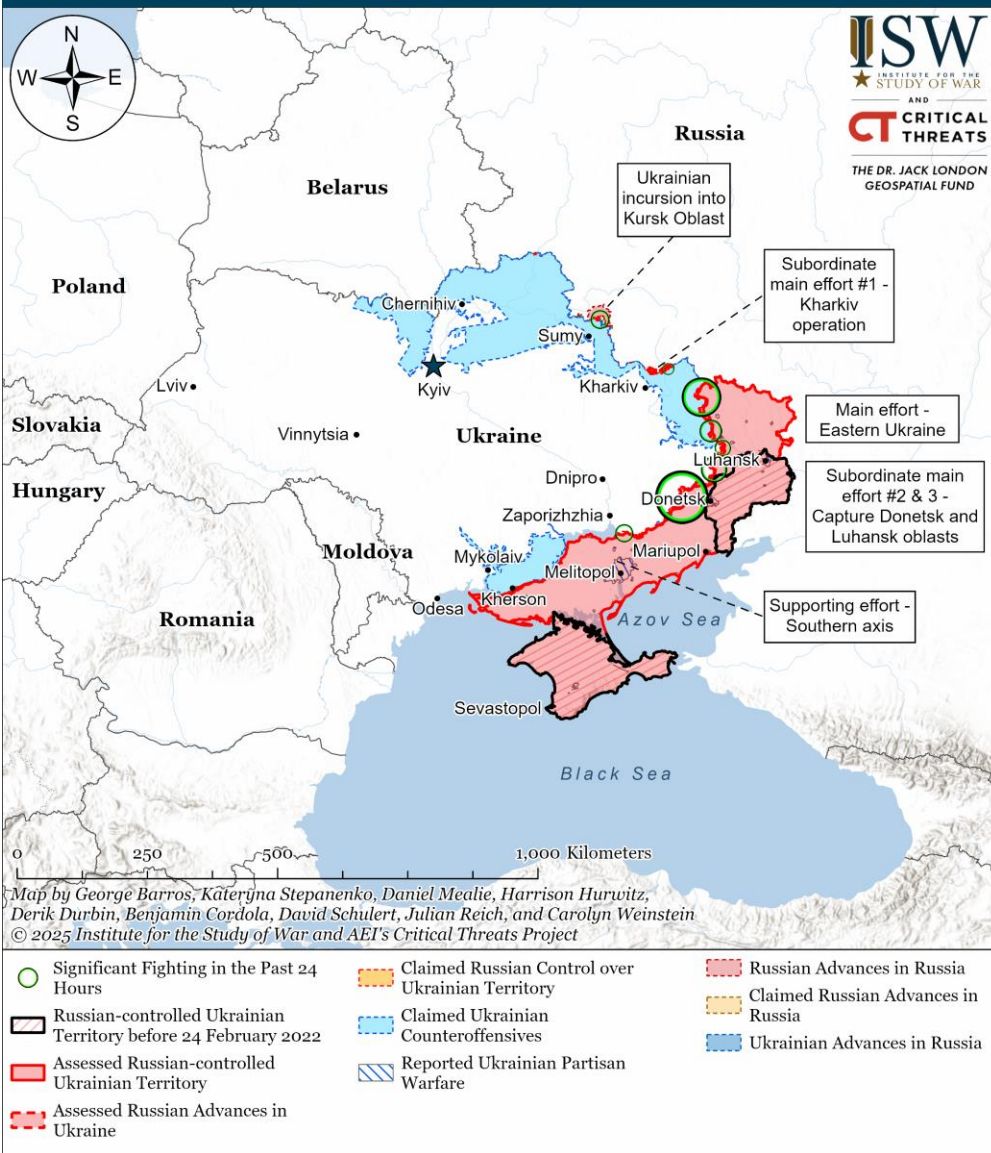 N
W
E
S
ISW
INSTITUTE FOR THE
STUDY OF WAR
AND
CT CRITICAL
THREATS
THE DR. JACK LONDON
GEOSPATIAL FUND
Russia
Belarus
Ukrainian
incursion into
Kursk Oblast
Subordinate
main effort #1 -
Kharkiv
operation
Poland
Chernihiv
Sumy
Kyiv
Kharkiv
Lviv
Slovakia
Vinnytsia
Ukraine
Main effort -
Eastern Ukraine
Luhansk
Hungary
Dnipro
Donetsk
Subordinate main
effort #2 & 3 -
Capture Donetsk and
Luhansk oblasts
Zaporizhzhia
Moldova
Mykolaiv
Mariupol
Melitopol
Kherson
Odesa
Romania
Azov Sea
Supporting effort -
Southern axis
Sevastopol
Black Sea
0 250 500 1,000 Kilometers
Map by George Barros, Kateryna Stepanenko, Daniel Mealie, Harrison Hurwitz,
Derik Durbin, Benjamin Cordola, David Schulert, Julian Reich, and Carolyn Weinstein
© 2025 Institute for the Study of War and AEI's Critical Threats Project
Significant Fighting in the Past 24
Hours
Russian-controlled Ukrainian
Territory before 24 February 2022
Assessed Russian-controlled
Ukrainian Territory
Assessed Russian Advances in
Ukraine
Claimed Russian Control over
Ukrainian Territory
Claimed Ukrainian
Counteroffensives
Reported Ukrainian Partisan
Warfare
Russian Advances in Russia
Claimed Russian Advances in
Russia
Ukrainian Advances in Russia